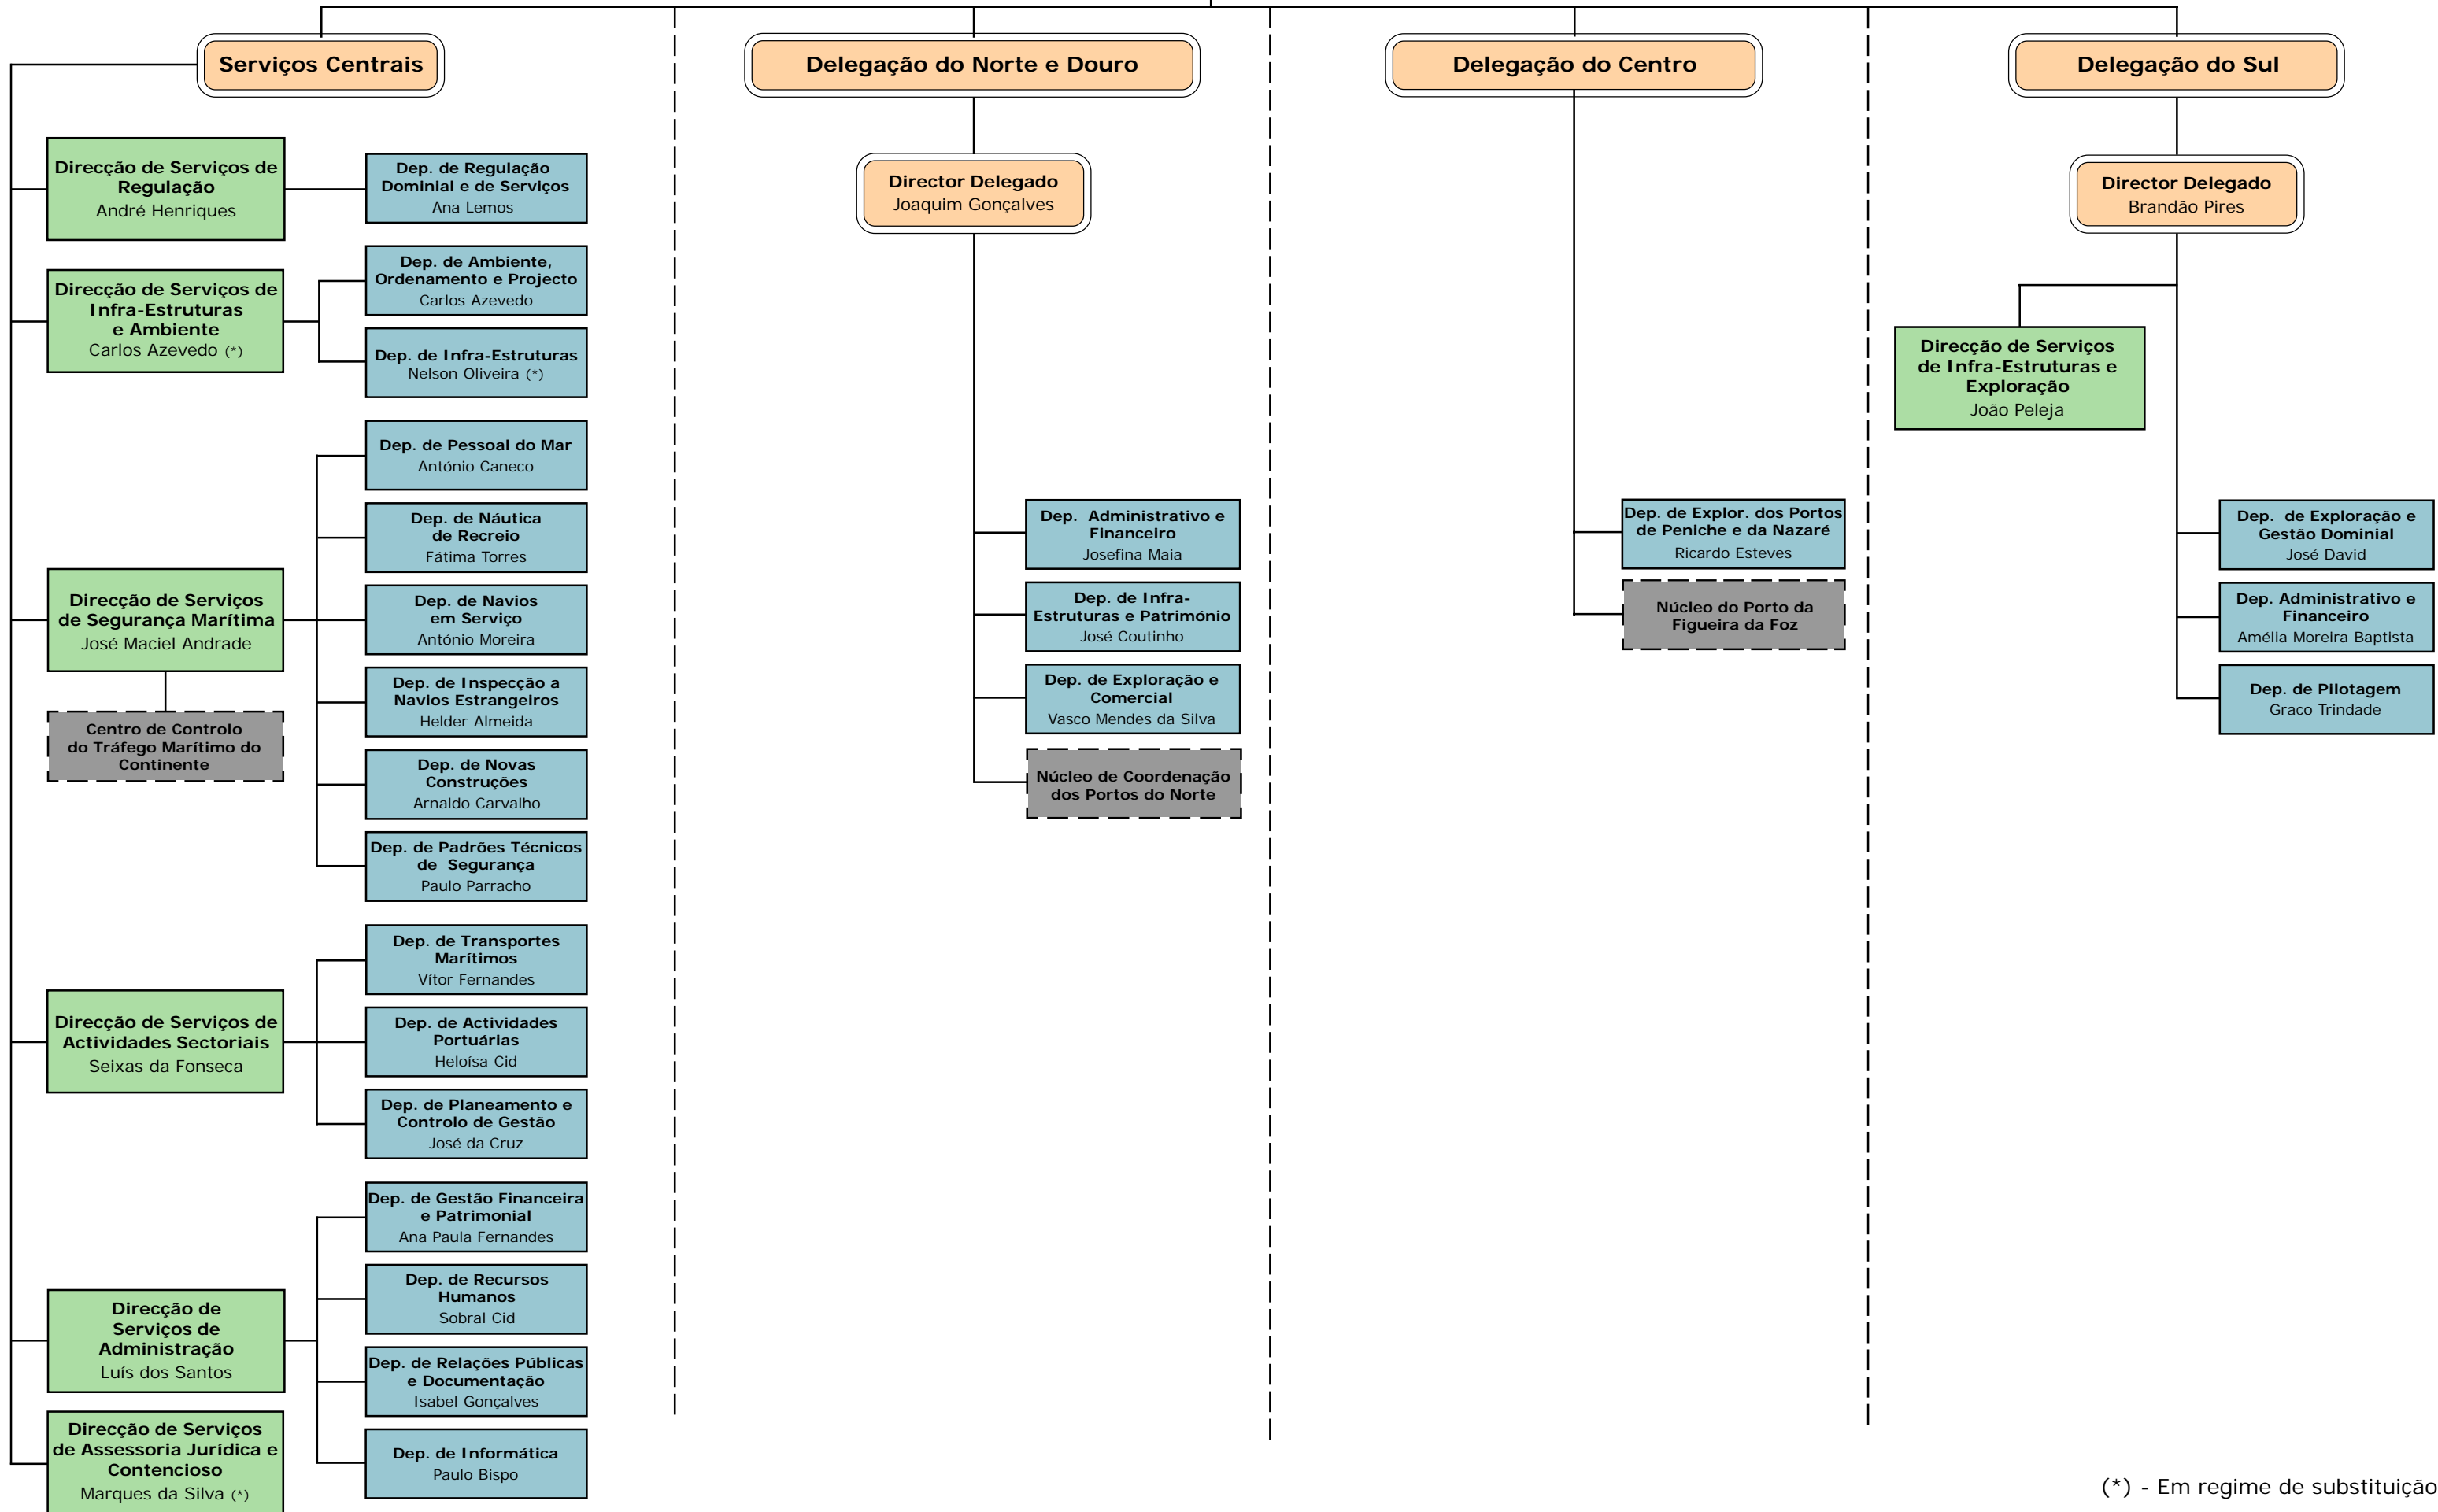 Serviços Centrais
Direcção de Serviços de
Regulação
André Henriques
Dep. de Regulação
Dominial e de Serviços
Ana Lemos
Direcção de Serviços de
Infra-Estruturas
e Ambiente
Carlos Azevedo (*)
Dep. de Ambiente,
Ordenamento e Projecto
Carlos Azevedo
Dep. de Infra-Estruturas
Nelson Oliveira (*)
Direcção de Serviços
de Segurança Marítima
José Maciel Andrade
Centro de Controlo
do Tráfego Marítimo do
Continente
Dep. de Pessoal do Mar
António Caneco
Dep. de Náutica
de Recreio
Fátima Torres
Dep. de Navios
em Serviço
António Moreira
Dep. de Inspecção a
Navios Estrangeiros
Helder Almeida
Dep. de Novas
Construções
Arnaldo Carvalho
Dep. de Padrões Técnicos
de Segurança
Paulo Parracho
Direcção de Serviços de
Actividades Sectoriais
Seixas da Fonseca
Dep. de Transportes
Marítimos
Vítor Fernandes
Dep. de Actividades
Portuárias
Heloísa Cid
Dep. de Planeamento e
Controlo de Gestão
José da Cruz
Direcção de
Serviços de
Administração
Luís dos Santos
Dep. de Gestão Financeira
e Patrimonial
Ana Paula Fernandes
Dep. de Recursos
Humanos
Sobral Cid
Dep. de Relações Públicas
e Documentação
Isabel Gonçalves
Dep. de Informática
Paulo Bispo
Direcção de Serviços
de Assessoria Jurídica e
Contencioso
Marques da Silva (*)
Delegação do Norte e Douro
Director Delegado
Joaquim Gonçalves
Dep. Administrativo e
Financeiro
Josefina Maia
Dep. de Infra-
Estruturas e Património
José Coutinho
Dep. de Exploração e
Comercial
Vasco Mendes da Silva
Núcleo de Coordenação
dos Portos do Norte
Delegação do Centro
Dep. de Explor. dos Portos
de Peniche e da Nazaré
Ricardo Esteves
Núcleo do Porto da
Figueira da Foz
Delegação do Sul
Director Delegado
Brandão Pires
Direcção de Serviços
de Infra-Estruturas e
Exploração
João Peleja
Dep. de Exploração e
Gestão Dominial
José David
Dep. Administrativo e
Financeiro
Amélia Moreira Baptista
Dep. de Pilotagem
Graco Trindade
(*) - Em regime de substituição